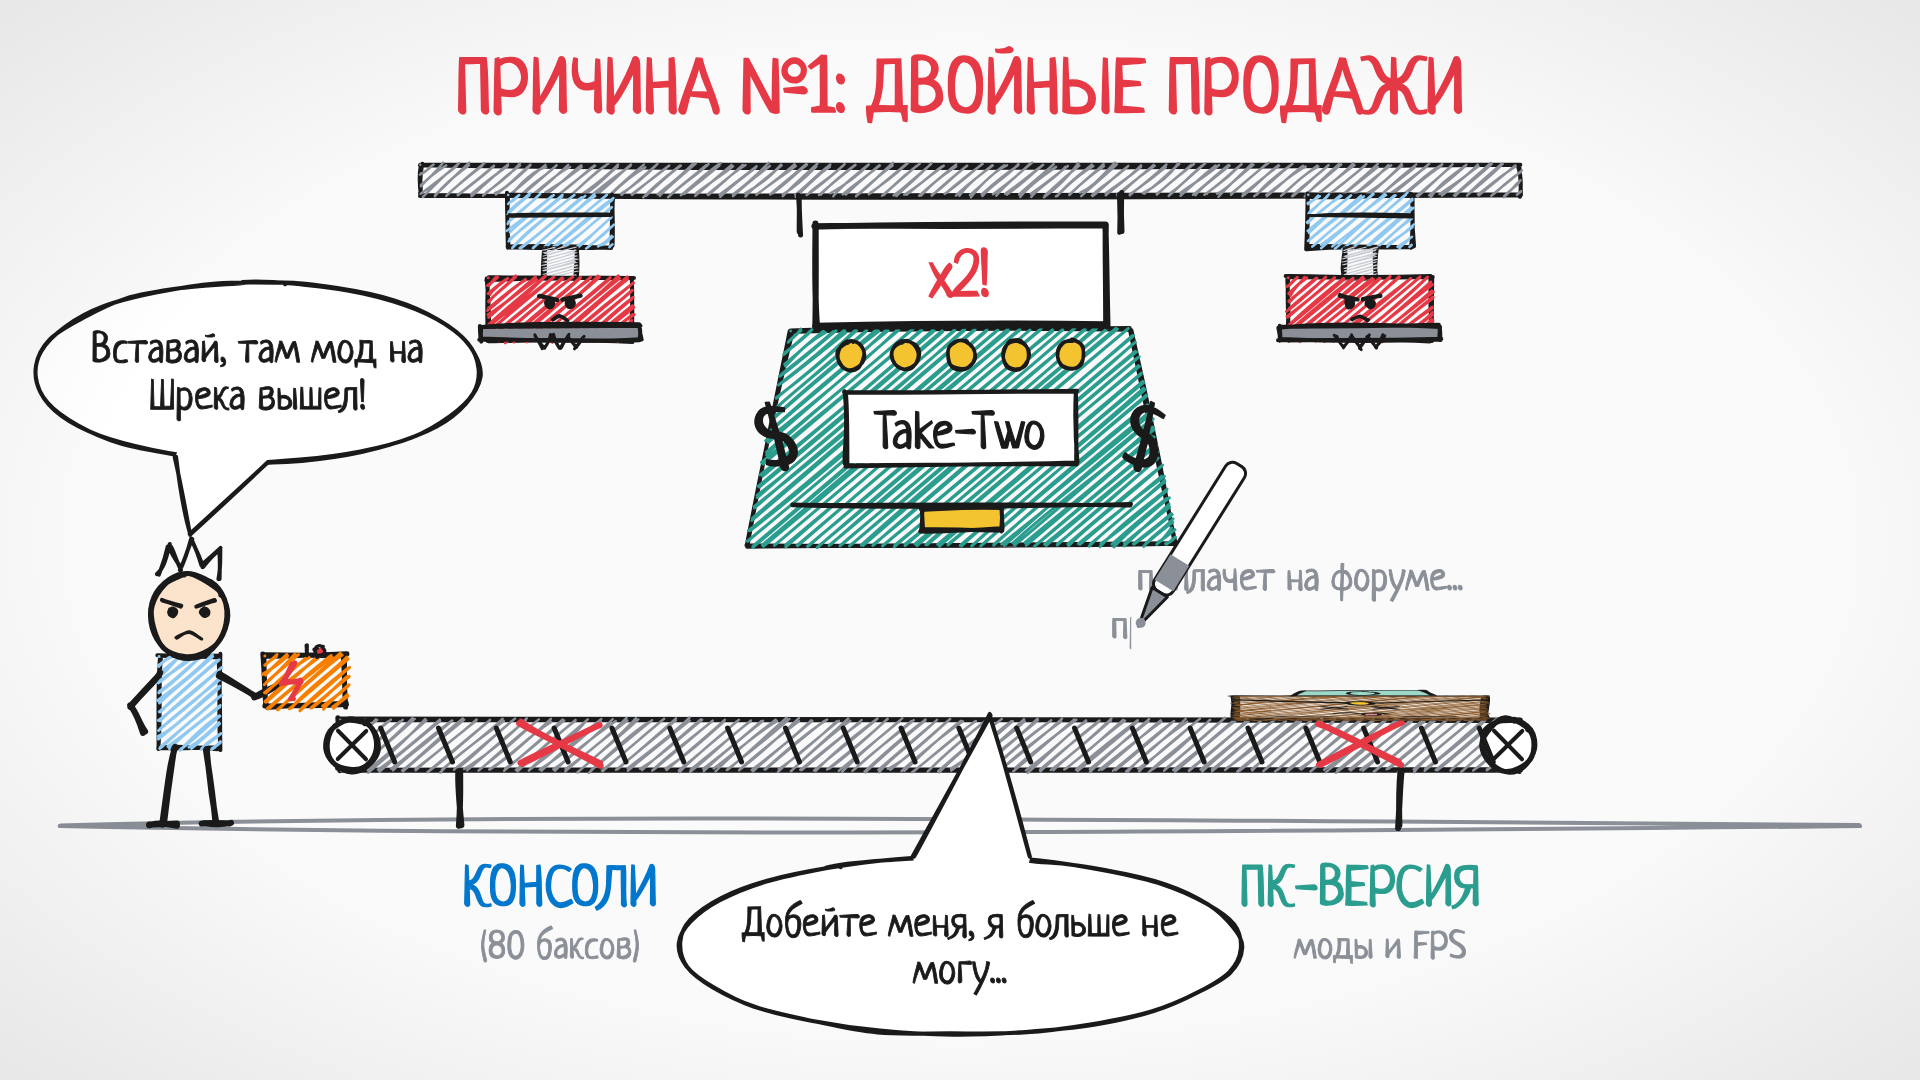 ПРИЧИНА №1: ДВОЙНЫЕ ПРОДАЖИ
x2!
Вставай, там мод на
Шрека вышел!
Take-Two
$ $
плачет на форуме...
п
КОНСОЛИ
(80 баксов)
Добейте меня, я больше не
могу...
ПК-ВЕРСИЯ
моды и FPS